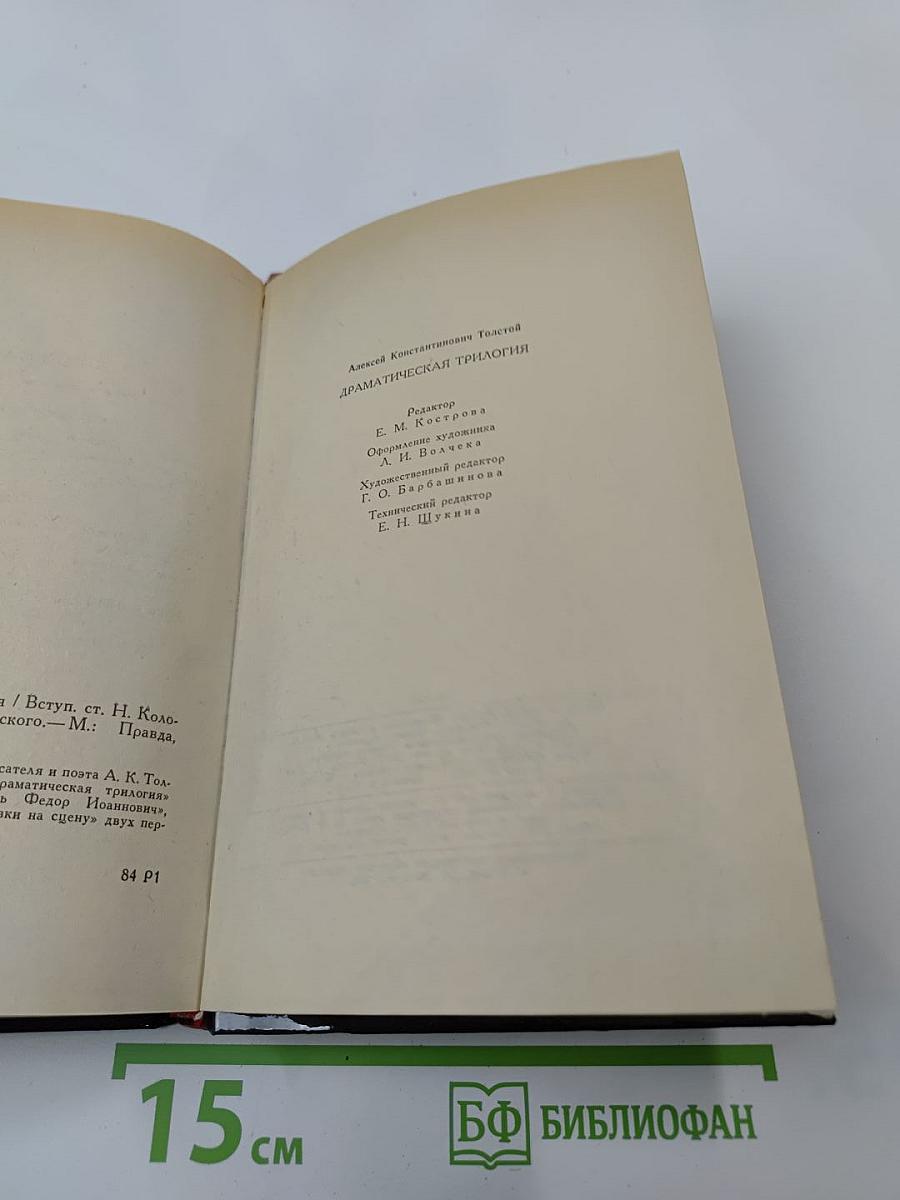 я / Вступ. ст. Н. Коло-
ского.— М.: Правда,
сателя и поэта А. К. Тол-
раматическая трилогия»
ь Федор Иоаннович»,
вки на сцену» двух пер-
84 Р1
Алексей Константинович Толстой
ДРАМАТИЧЕСКАЯ ТРИЛОГИЯ
Редактор
Е. М. Кострова
Оформление художника
Л. И. Волчека
Художественный редактор
Г. О. Барбашинова
Технический редактор
Е. Н. Щукина
15 см
БФ БИБЛИОФАН